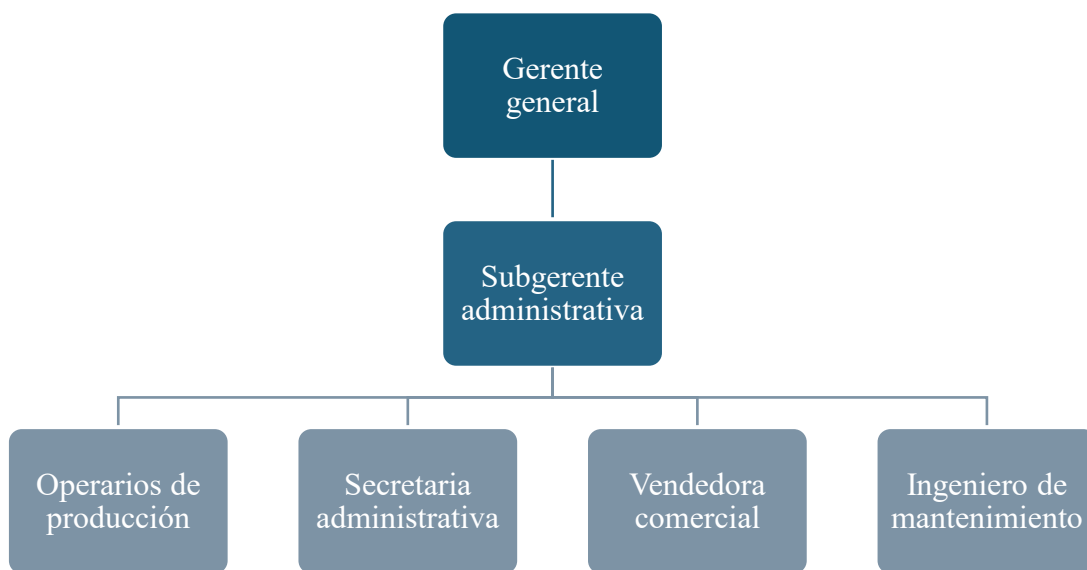 Gerente
general
Subgerente
administrativa
Operarios de
producción
Secretaria
administrativa
Vendedora
comercial
Ingeniero de
mantenimiento